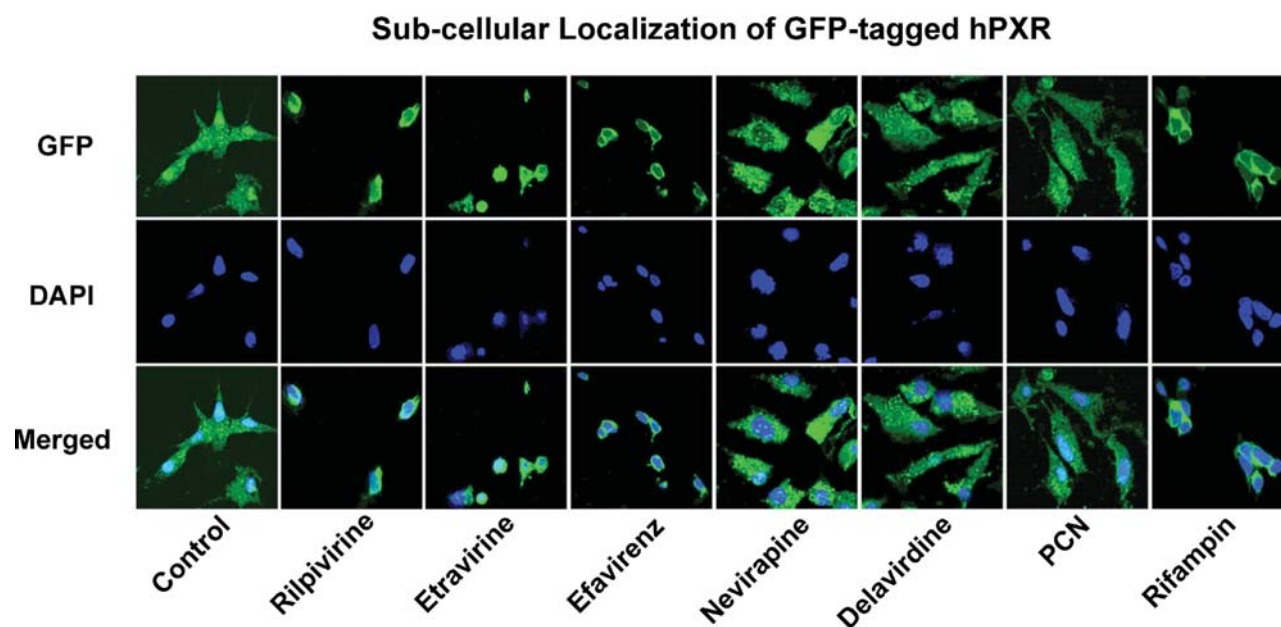 Sub-cellular Localization of GFP-tagged hPXR
GFP
DAPI
Merged
Control
Rilpivirine
Etravirine
Efavirenz
Nevirapine
Delavirdine
PCN
Rifampin